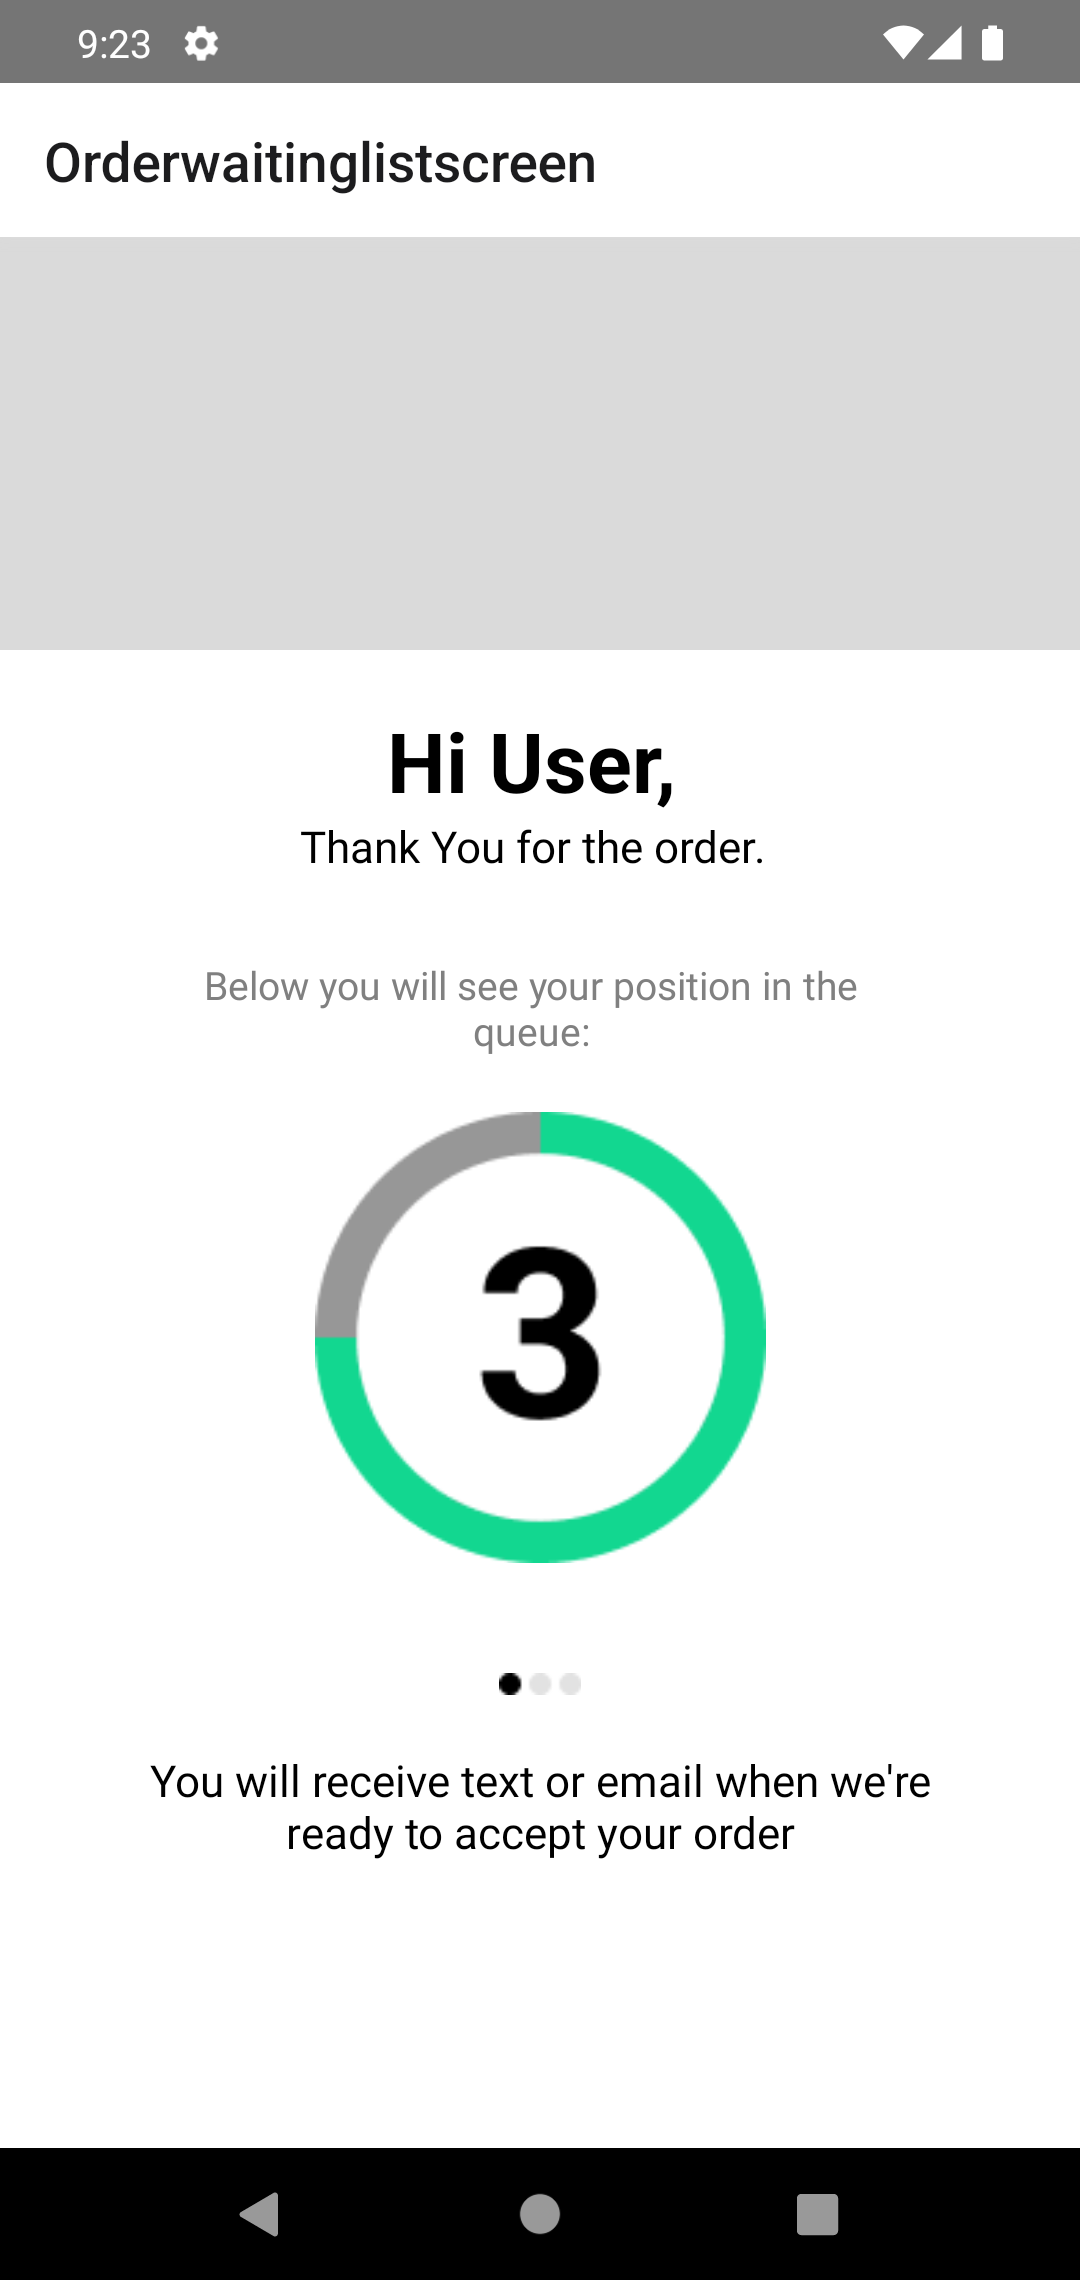 9:23
Orderwaitinglistscreen
Hi User,
Thank You for the order.
Below you will see your position in the
queue:
3
You will receive text or email when we're
ready to accept your order